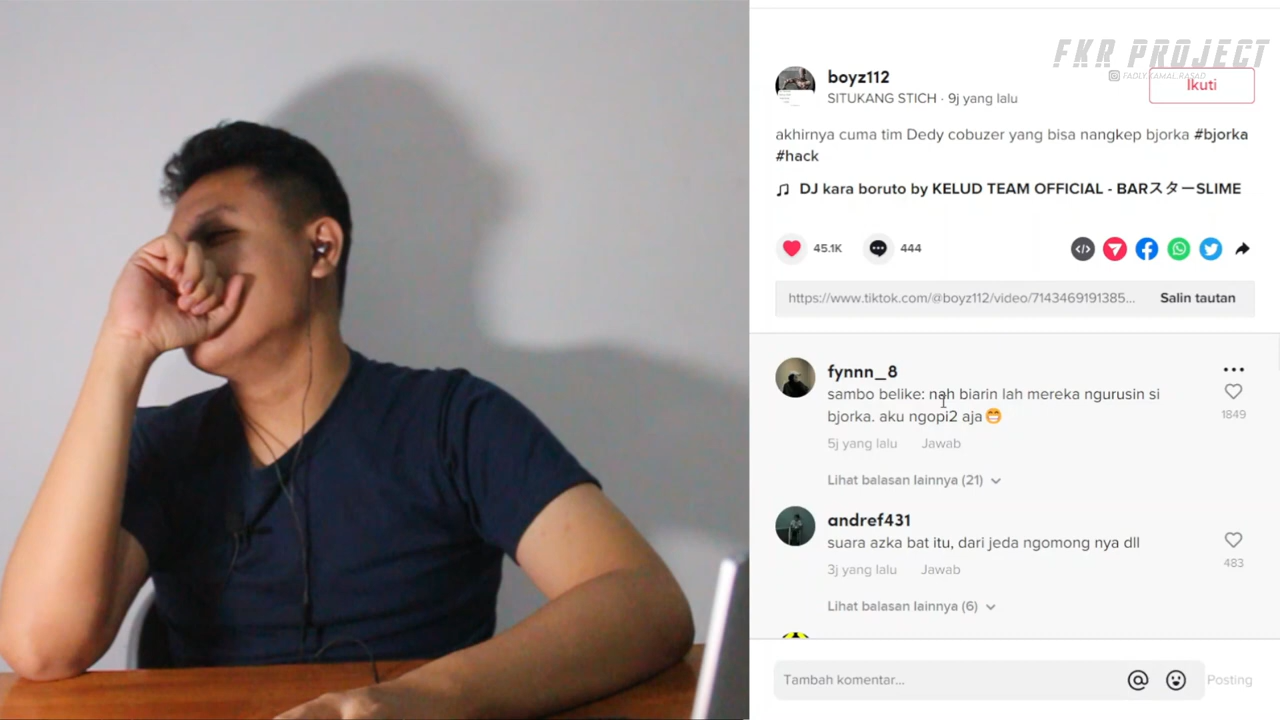 FKR PROJECT
FADLY.KAMAL.RASAD
boyz112
SITUKANG STICH · 9j yang lalu
Ikuti
akhirnya cuma tim Dedy cobuzer yang bisa nangkep bjorka #bjorka
#hack
DJ kara boruto by KELUD TEAM OFFICIAL - BARスターSLIME
45.1K
444
https://www.tiktok.com/@boyz112/video/7143469191385...
Salin tautan
fynnn_8
sambo belike: nah biarin lah mereka ngurusin si
bjorka. aku ngopi2 aja😁
1849
5j yang lalu Jawab
Lihat balasan lainnya (21)
andref431
suara azka bat itu, dari jeda ngomong nya dll
483
3j yang lalu Jawab
Lihat balasan lainnya (6)
Tambah komentar...
Posting